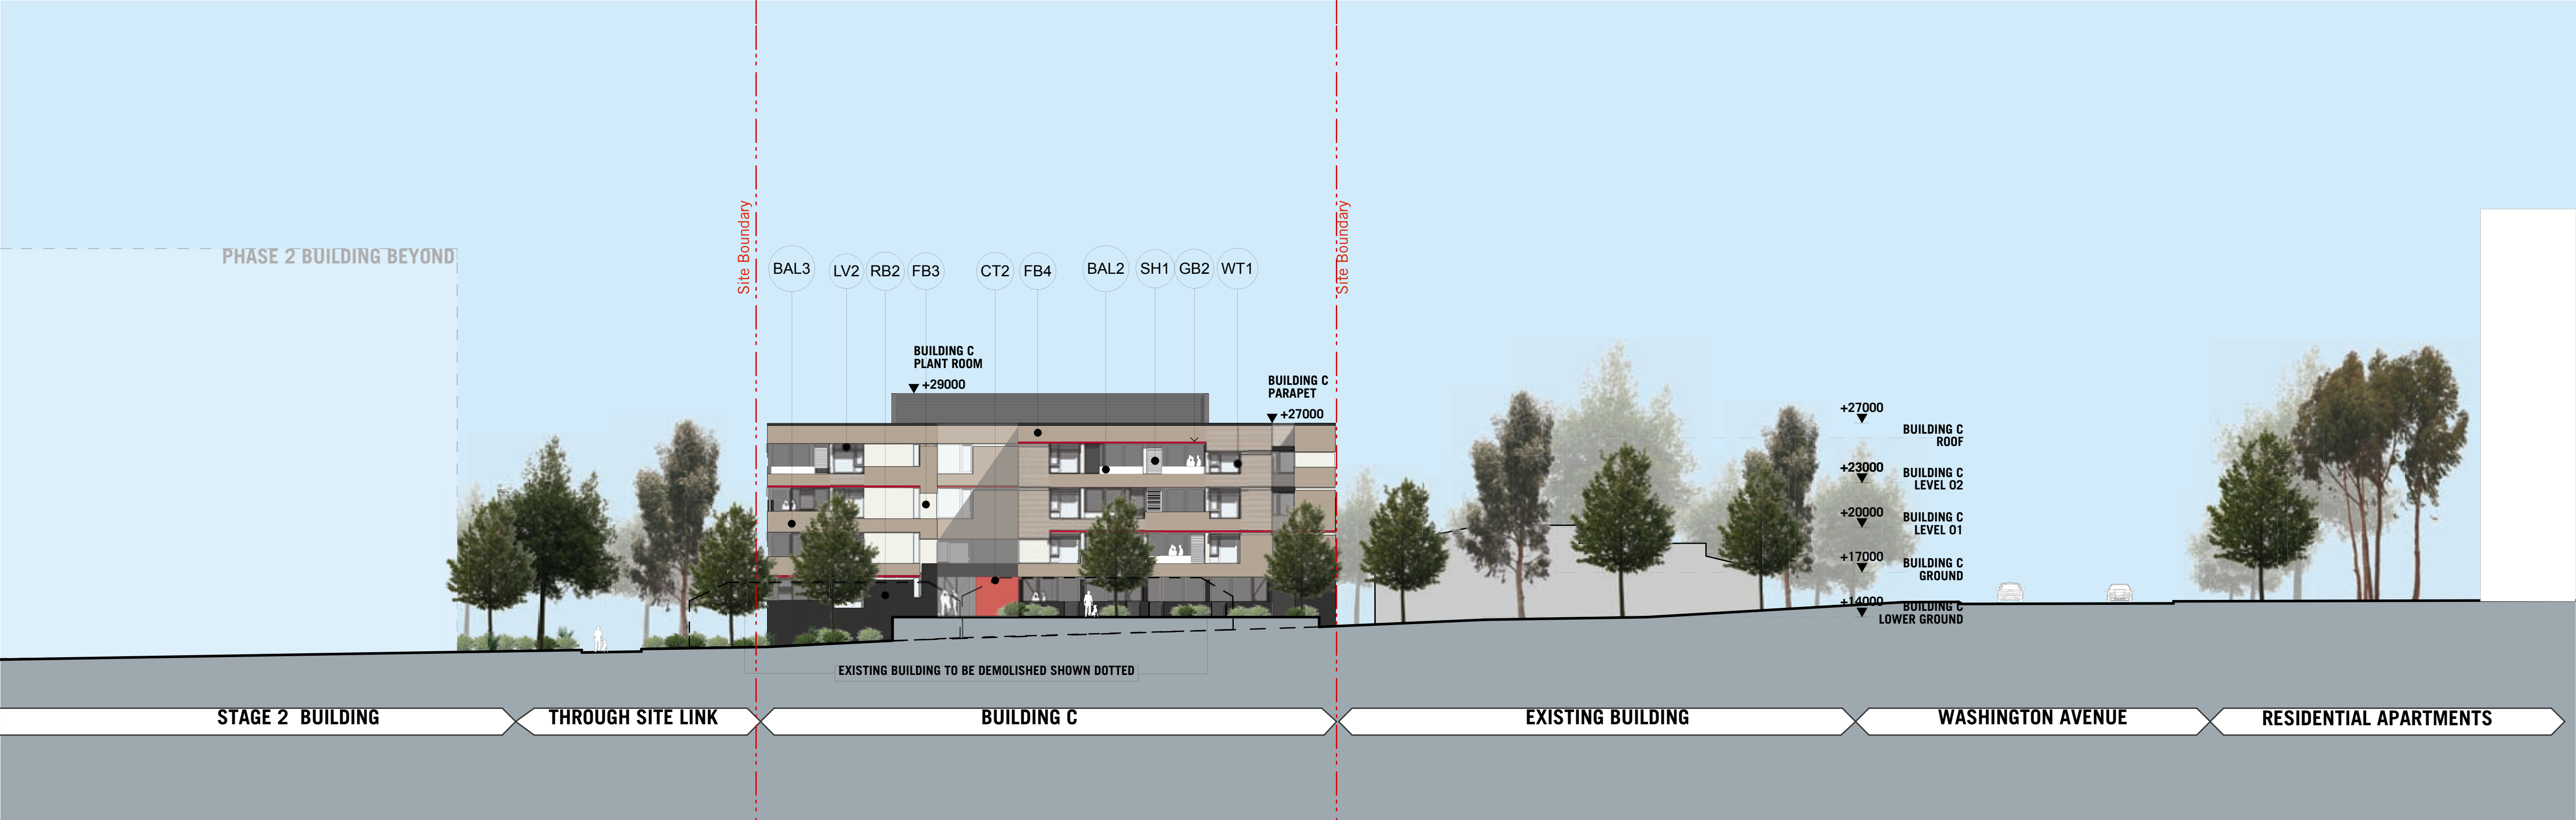 Site Boundary
Site Boundary
PHASE 2 BUILDING BEYOND
BAL3
LV2
RB2
FB3
CT2
FB4
BAL2
SH1
GB2
WT1
BUILDING C
PLANT ROOM
+29000
BUILDING C
PARAPET
+27000
+27000
BUILDING C
ROOF
+23000
BUILDING C
LEVEL 02
+20000
BUILDING C
LEVEL 01
+17000
BUILDING C
GROUND
+14000
BUILDING C
LOWER GROUND
EXISTING BUILDING TO BE DEMOLISHED SHOWN DOTTED
STAGE 2 BUILDING
THROUGH SITE LINK
BUILDING C
EXISTING BUILDING
WASHINGTON AVENUE
RESIDENTIAL APARTMENTS